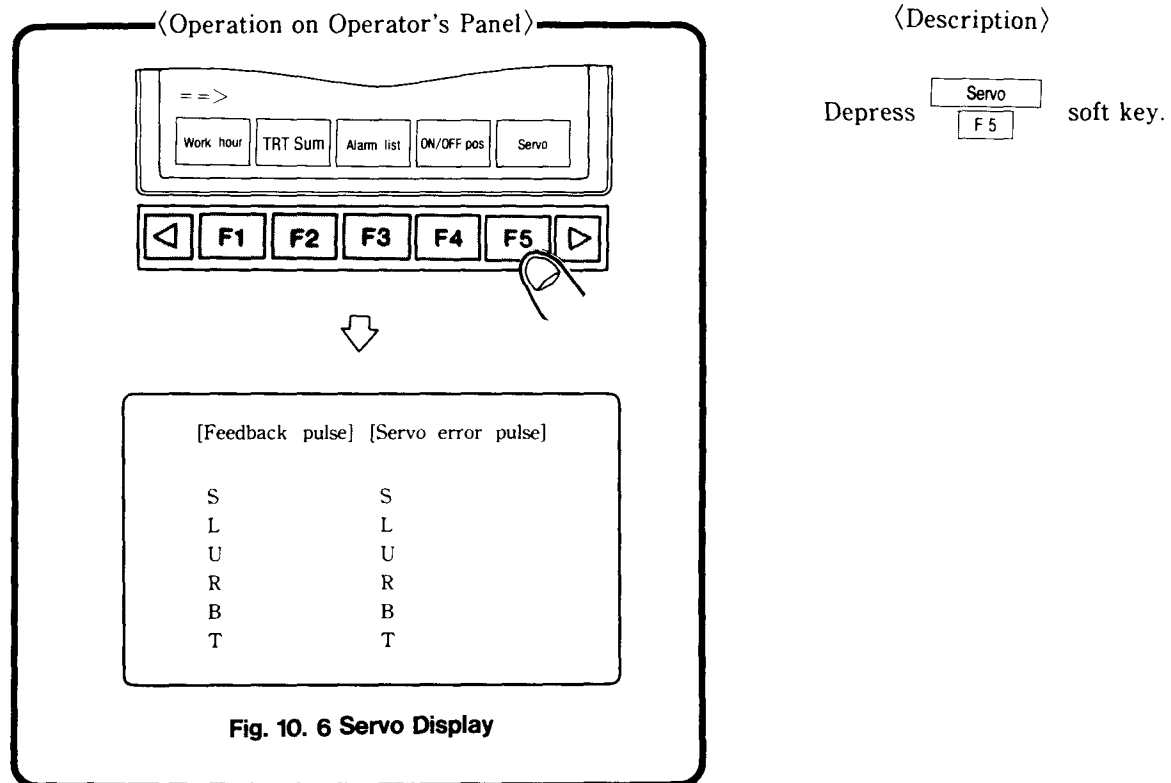 〈Operation on Operator's Panel〉
〈Description〉
==>
Work hour TRT Sum Alarm list ON/OFF pos Servo
F1 F2 F3 F4 F5
Depress Servo F 5 soft key.
[Feedback pulse] [Servo error pulse]
S S
L L
U U
R R
B B
T T
Fig. 10. 6 Servo Display